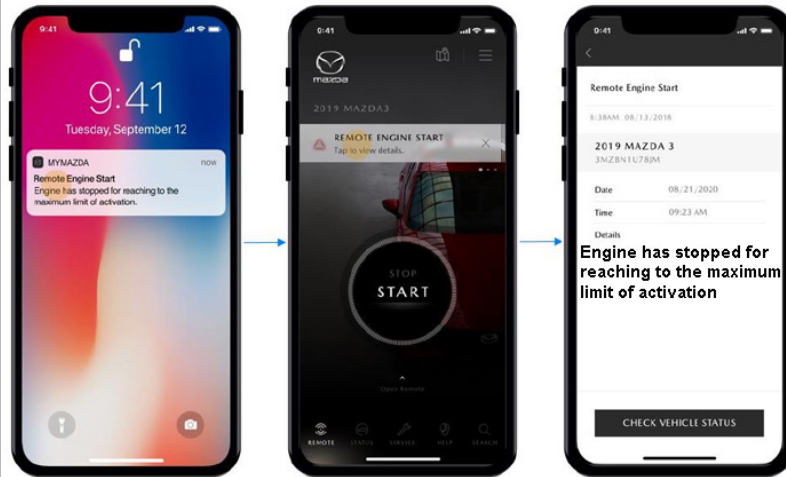 9:41
9:41
Tuesday, September 12
MYMAZDA now
Remote Engine Start
Engine has stopped for reaching to the
maximum limit of activation.
9:41
mazda
2019 MAZDA3
REMOTE ENGINE START
Tap to view details.
STOP
START
Open Remote
REMOTE STATUS SERVICE HELP SEARCH
9:41
Remote Engine Start
8:38AM 08/13/2018
2019 MAZDA 3
3MZBN1U78JM
Date 08/21/2020
Time 09:23 AM
Details
Engine has stopped for
reaching to the maximum
limit of activation
CHECK VEHICLE STATUS